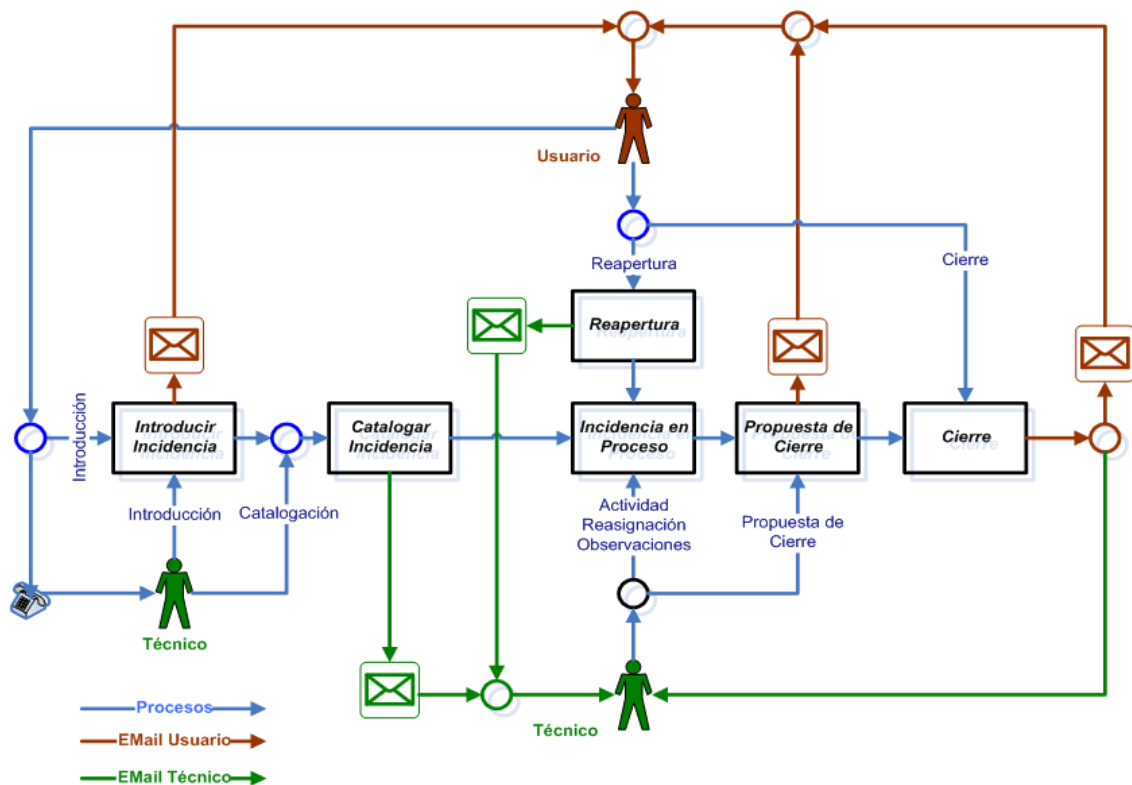 Usuario
Reapertura
Cierre
Reapertura
Introducción
Introducir
Incidencia
Catalogar
Incidencia
Incidencia en
Proceso
Propuesta de
Cierre
Cierre
Introducción
Catalogación
Actividad
Reasignación
Observaciones
Propuesta de
Cierre
Técnico
Técnico
Procesos
EMail Usuario
EMail Técnico